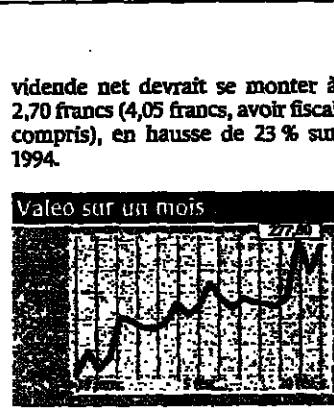 vidende net devrait se monter à
2,70 francs (4,05 francs, avoir fiscal
compris), en hausse de 23 % sur
1994.
Valeo sur un mois
277,60